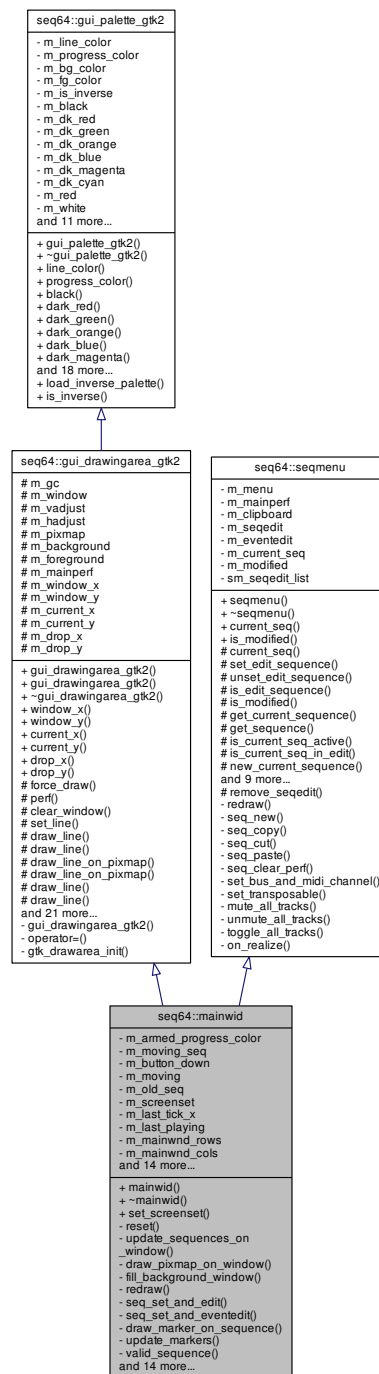 seq64::gui_palette_gtk2
- m_line_color
- m_progress_color
- m_bg_color
- m_fg_color
- m_is_inverse
- m_black
- m_dk_red
- m_dk_green
- m_dk_orange
- m_dk_blue
- m_dk_magenta
- m_dk_cyan
- m_red
- m_white
and 11 more...
+ gui_palette_gtk2()
+ ~gui_palette_gtk2()
+ line_color()
+ progress_color()
+ black()
+ dark_red()
+ dark_green()
+ dark_orange()
+ dark_blue()
+ dark_magenta()
and 18 more...
+ load_inverse_palette()
+ is_inverse()
seq64::gui_drawingarea_gtk2
# m_gc
# m_window
# m_vadjust
# m_hadjust
# m_pixmap
# m_background
# m_foreground
# m_mainperf
# m_window_x
# m_window_y
# m_current_x
# m_current_y
# m_drop_x
# m_drop_y
+ gui_drawingarea_gtk2()
+ gui_drawingarea_gtk2()
+ ~gui_drawingarea_gtk2()
+ window_x()
+ window_y()
+ current_x()
+ current_y()
+ drop_x()
+ drop_y()
# force_draw()
# perf()
# clear_window()
# set_line()
# draw_line()
# draw_line()
# draw_line_on_pixmap()
# draw_line_on_pixmap()
# draw_line()
# draw_line()
and 21 more...
- gui_drawingarea_gtk2()
- operator=()
- gtk_drawarea_init()
seq64::seqmenu
- m_menu
- m_mainperf
- m_clipboard
- m_seqedit
- m_eventedit
- m_current_seq
- m_modified
- sm_seqedit_list
+ seqmenu()
+ ~seqmenu()
+ current_seq()
+ is_modified()
# current_seq()
# set_edit_sequence()
# unset_edit_sequence()
# is_edit_sequence()
# is_modified()
# get_current_sequence()
# get_sequence()
# is_current_seq_active()
# is_current_seq_in_edit()
# new_current_sequence()
and 9 more...
# remove_seqedit()
- redraw()
- seq_new()
- seq_copy()
- seq_cut()
- seq_paste()
- seq_clear_perf()
- set_bus_and_midi_channel()
- set_transposable()
- mute_all_tracks()
- unmute_all_tracks()
- toggle_all_tracks()
- on_realize()
seq64::mainwid
- m_armed_progress_color
- m_moving_seq
- m_button_down
- m_moving
- m_old_seq
- m_screenset
- m_last_tick_x
- m_last_playing
- m_mainwnd_rows
- m_mainwnd_cols
and 14 more...
+ mainwid()
+ ~mainwid()
+ set_screenset()
- reset()
- update_sequences_on
_window()
- draw_pixmap_on_window()
- fill_background_window()
- redraw()
- seq_set_and_edit()
- seq_set_and_eventedit()
- draw_marker_on_sequence()
- update_markers()
- valid_sequence()
and 14 more...